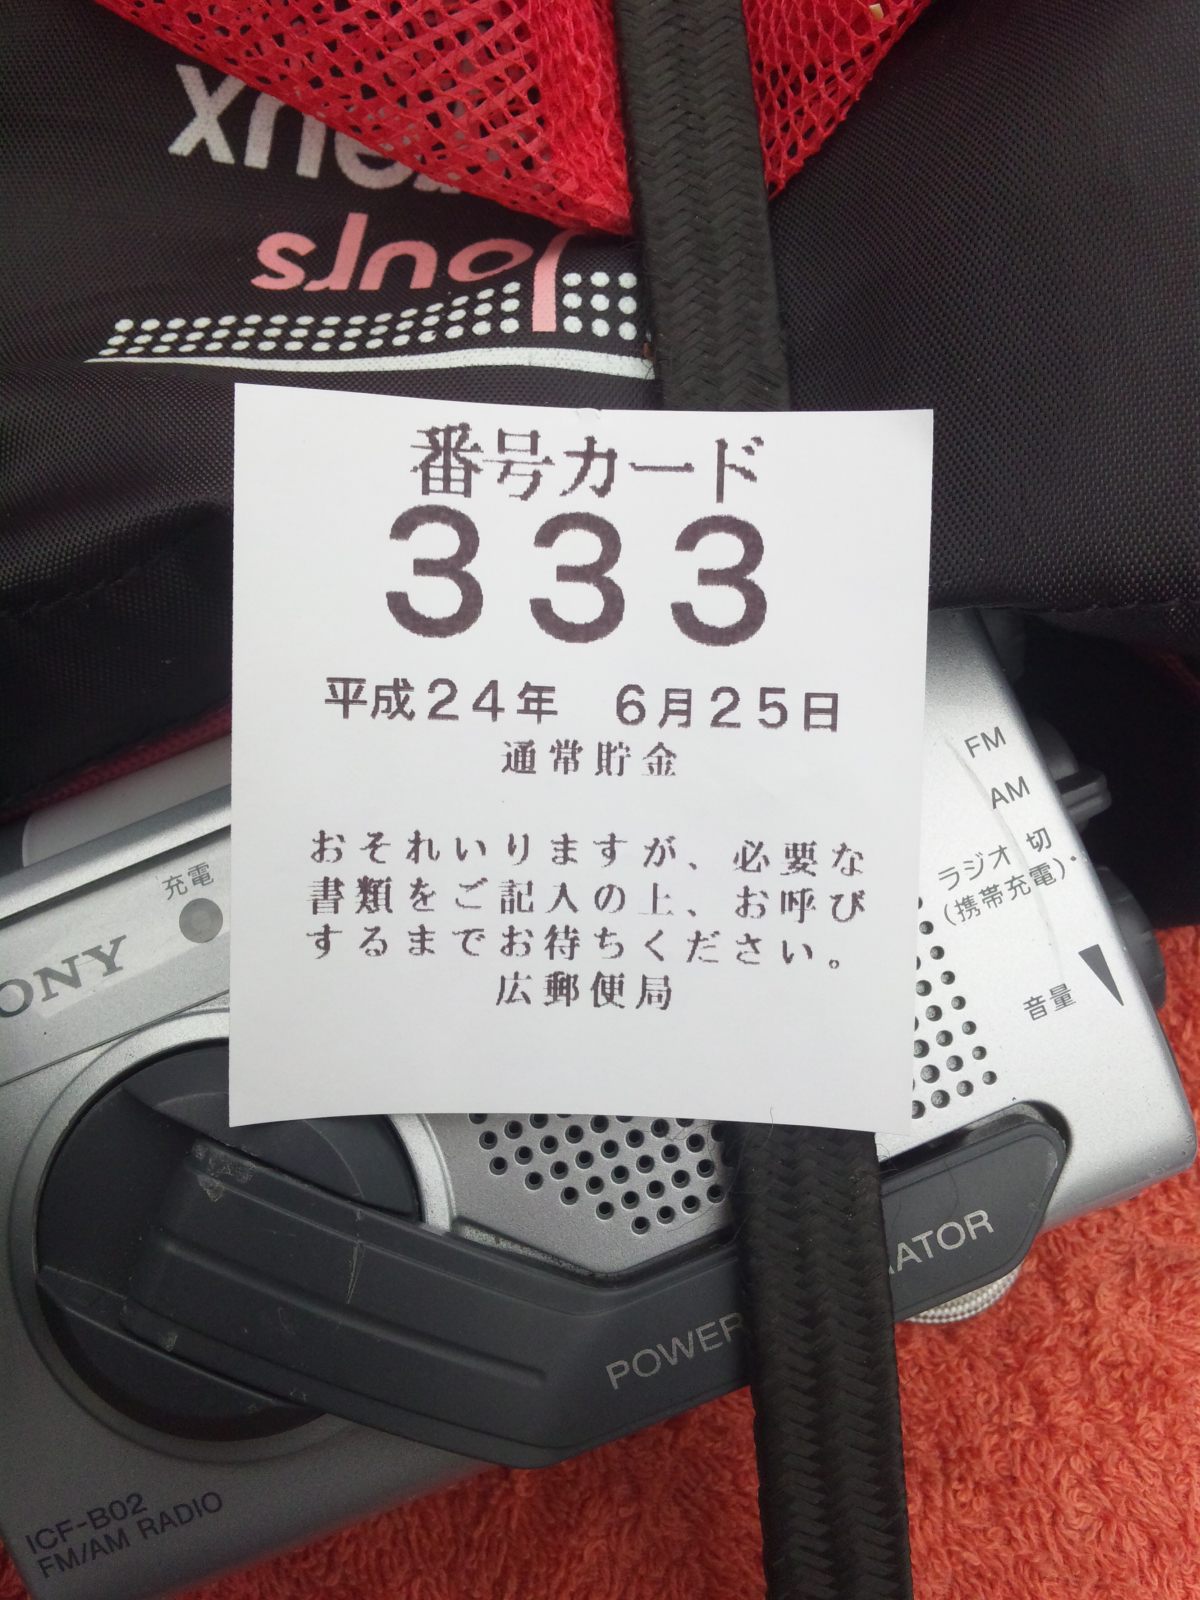 Jours
番号カード
333
平成24年 6月25日
通常貯金
おそれいりますが、必要な
書類をご記入の上、お呼び
するまでお待ちください。
広郵便局
FM
AM
ラジオ 切
(携帯充電)
音量
充電
SONY
POWER
ICF-B02
FM/AM RADIO